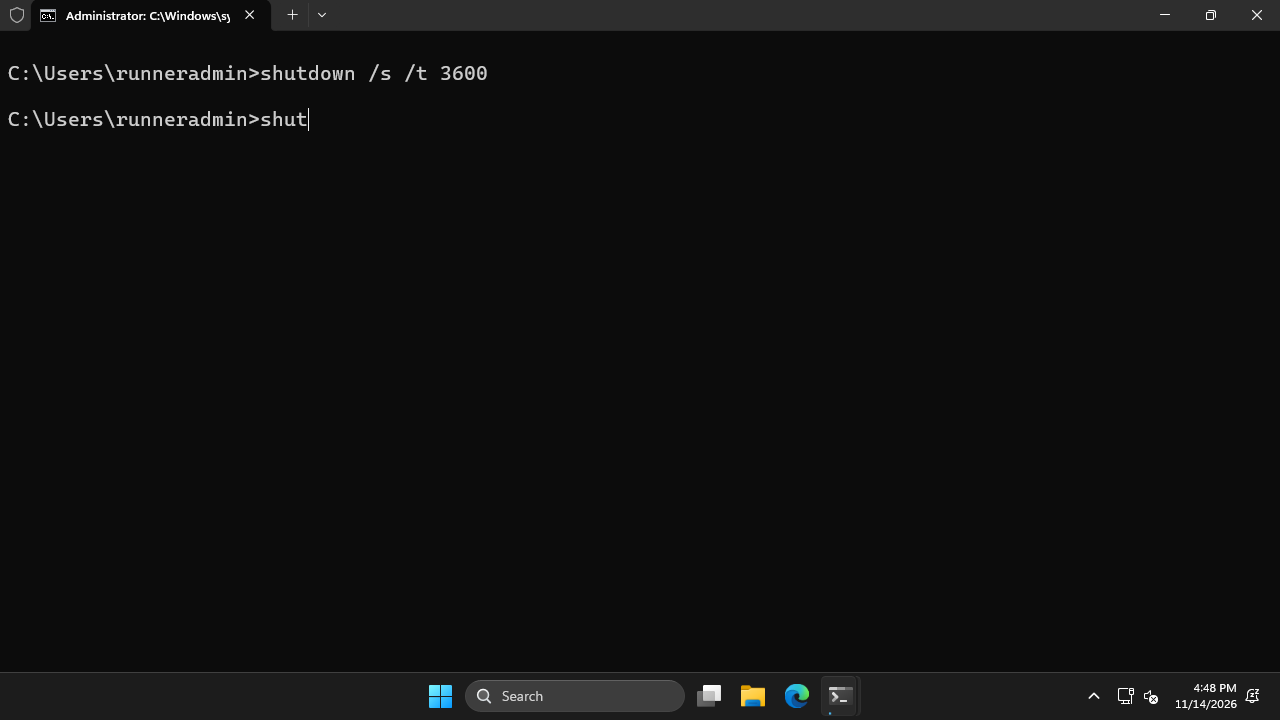 Administrator: C:\Windows\sy
C:\Users\runneradmin>shutdown /s /t 3600
C:\Users\runneradmin>shut
Search
4:48 PM
11/14/2026